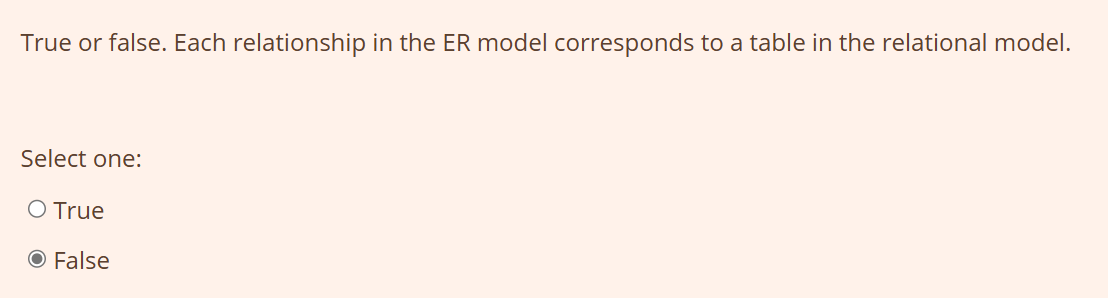 True or false. Each relationship in the ER model corresponds to a table in the relational model.
Select one:
True
False